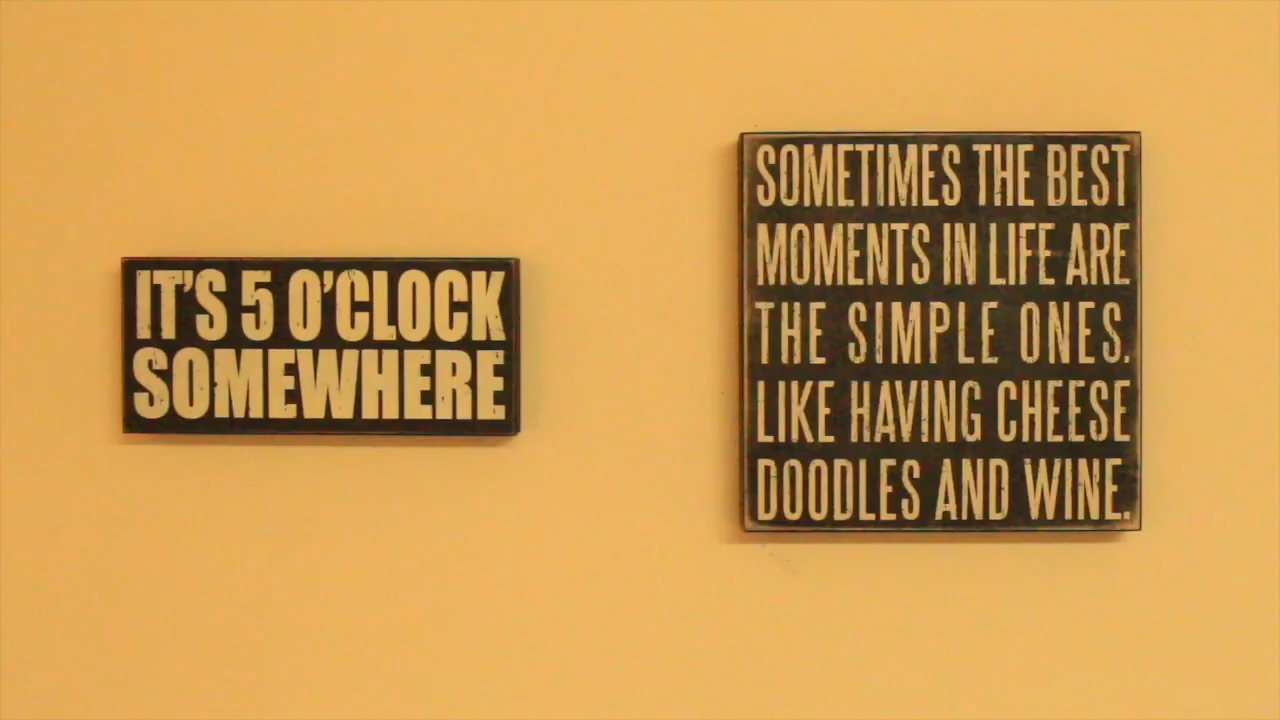 IT'S 5 O'CLOCK
SOMEWHERE
SOMETIMES THE BEST
MOMENTS IN LIFE ARE
THE SIMPLE ONES.
LIKE HAVING CHEESE
DOODLES AND WINE.